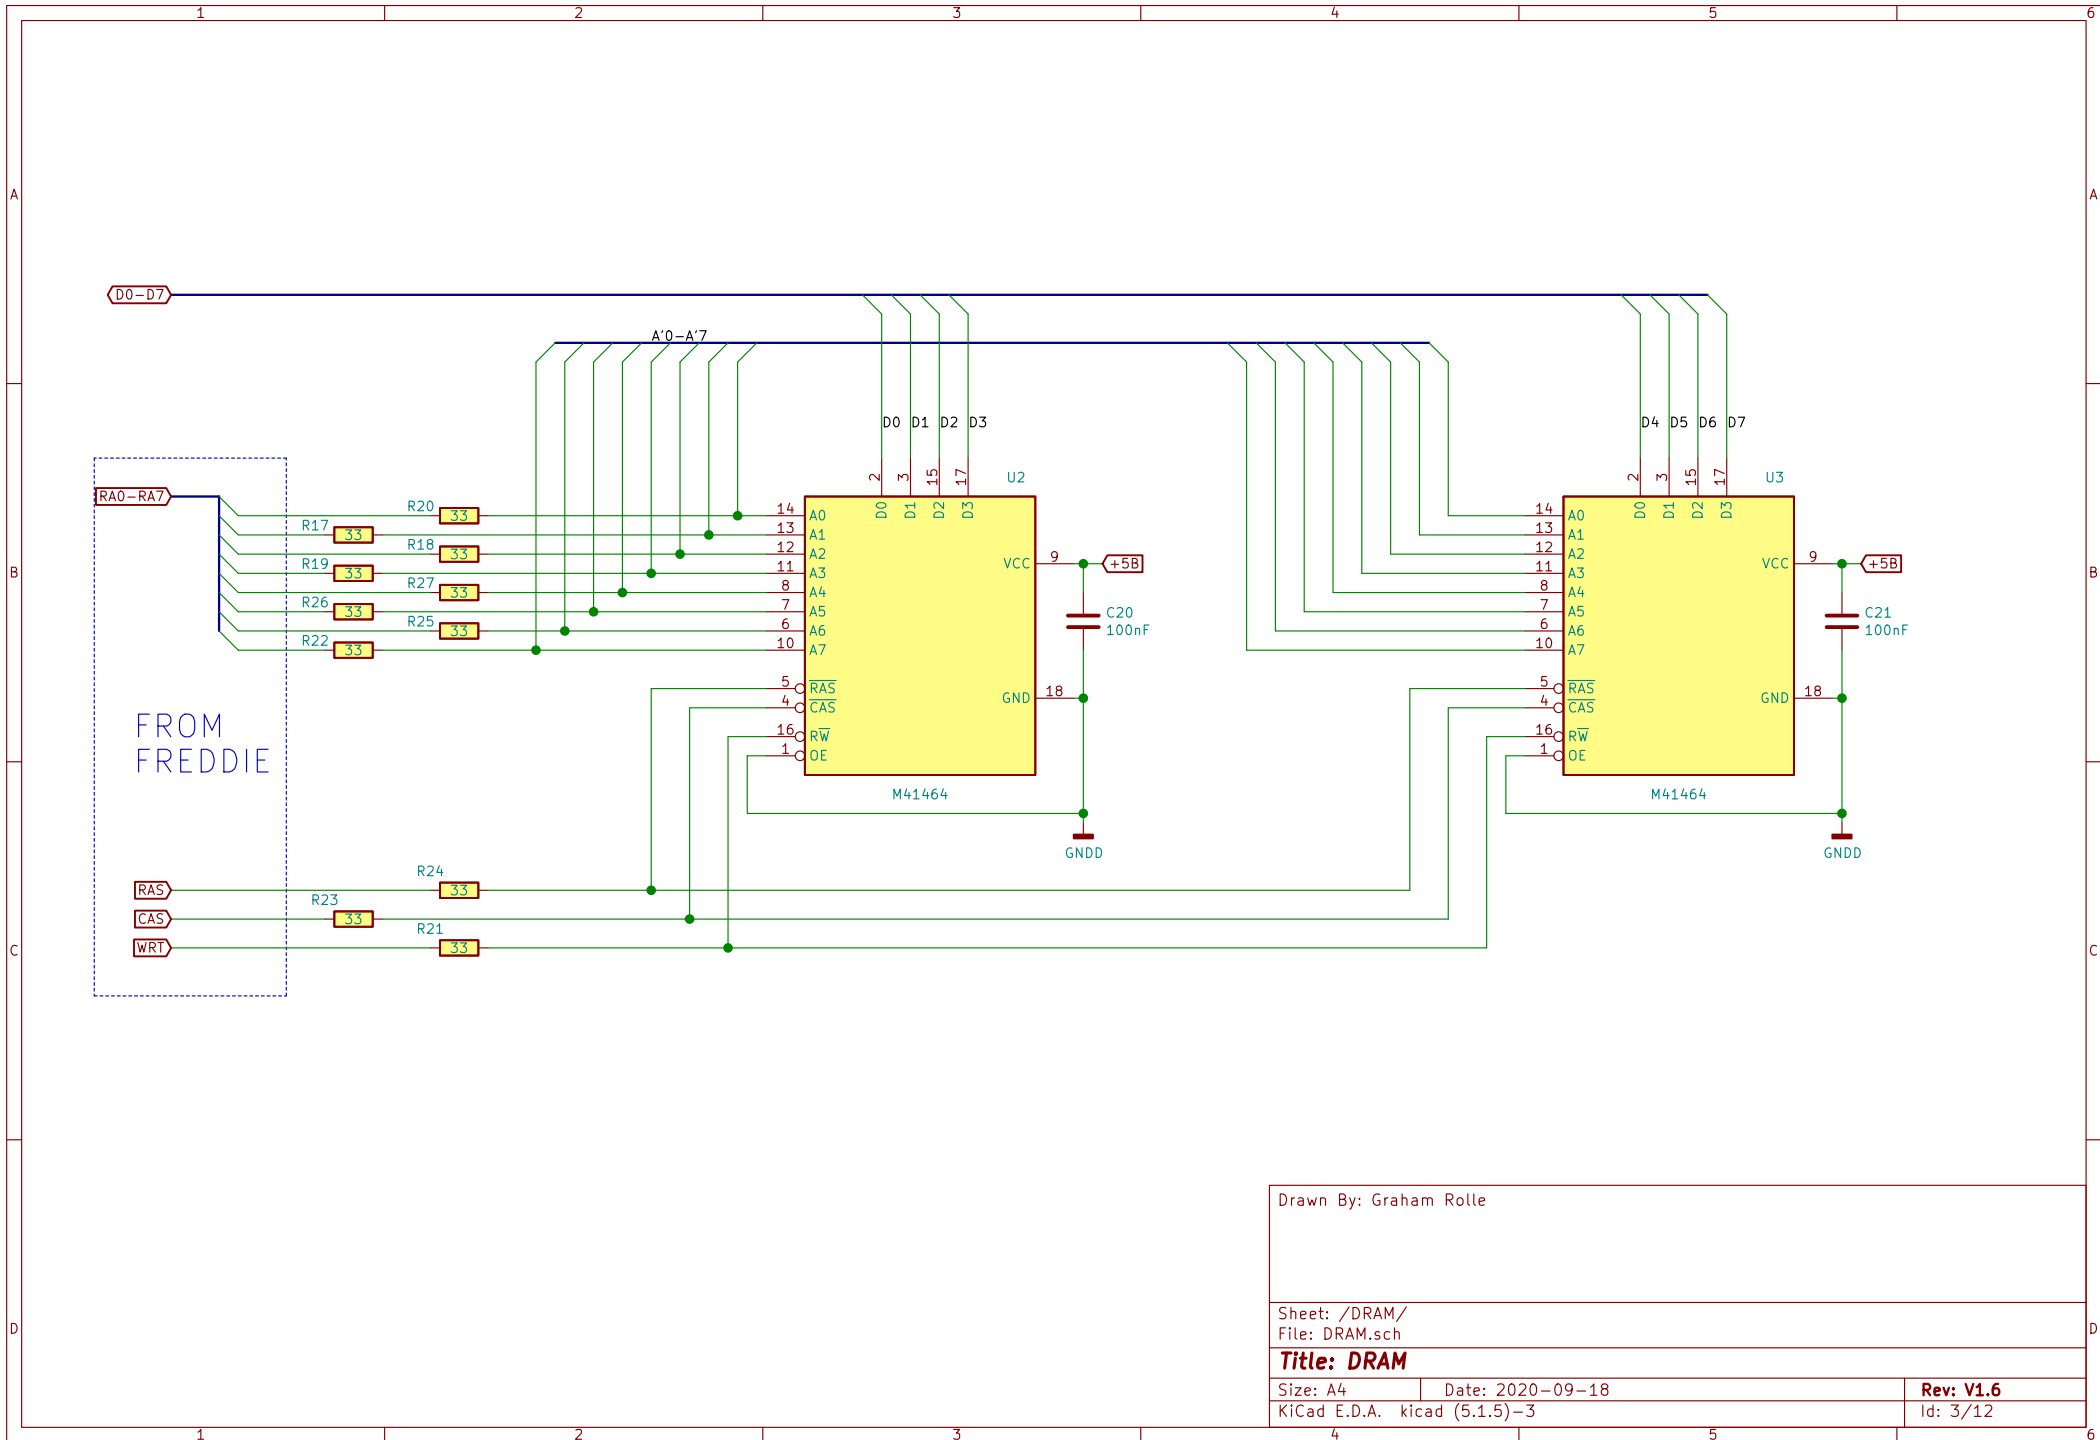 1 2 3 4 5 6
A A
D0-D7
A'0-A'7
D0 D1 D2 D3 D4 D5 D6 D7
U2 U3
2 3 15 17 2 3 15 17
RA0-RA7
D0 D1 D2 D3 D0 D1 D2 D3
R20 33 14 A0 14 A0
R17 33 13 A1 13 A1
R18 33 12 A2 12 A2
VCC 9 +5B VCC 9 +5B
B B
R19 33 11 A3 11 A3
R27 33 8 A4 8 A4
R26 33 7 A5 7 A5
C20 C21
R25 33 6 A6 6 A6
100nF 100nF
R22 33 10 A7 10 A7
5 RAS 5 RAS
GND 18 GND 18
4 CAS 4 CAS
FROM
16 RW 16 RW
FREDDIE
1 OE 1 OE
M41464 M41464
GNDD GNDD
R24
RAS 33
R23
CAS 33
R21
WRT 33
C C
Drawn By: Graham Rolle
Sheet: /DRAM/
D D
File: DRAM.sch
Title: DRAM
Size: A4 Date: 2020-09-18 Rev: V1.6
KiCad E.D.A. kicad (5.1.5)-3 Id: 3/12
1 2 3 4 5 6